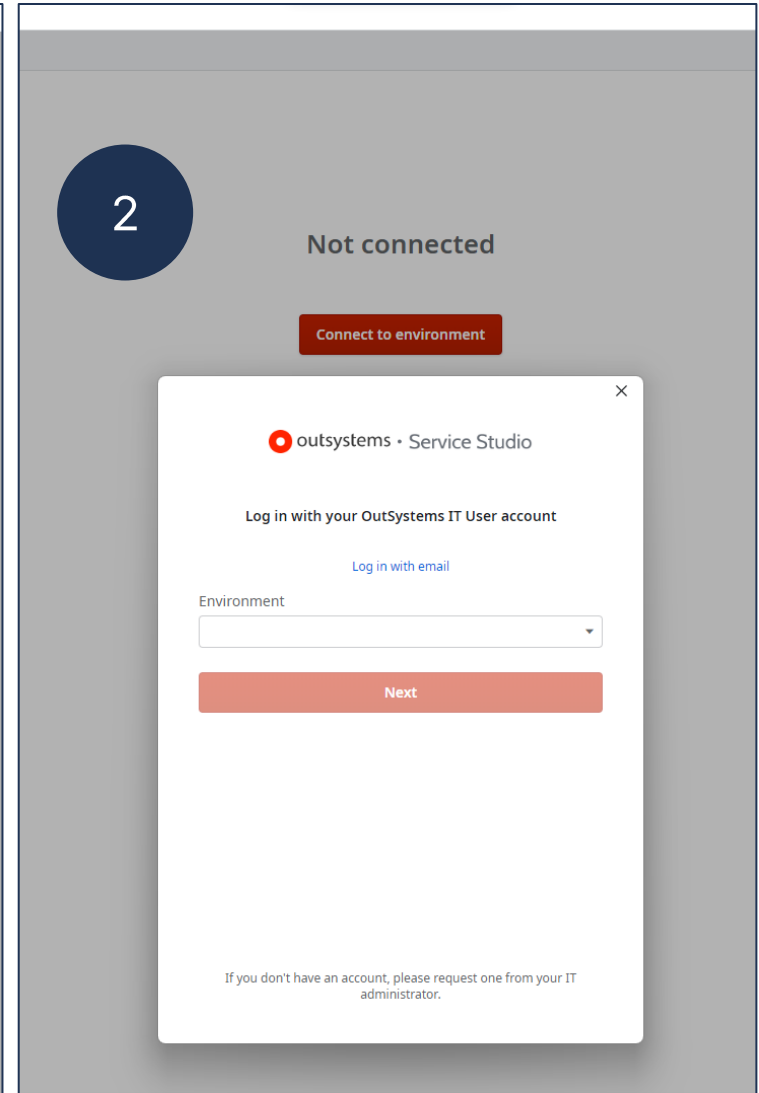 2
Not connected
Connect to environment
outsystems • Service Studio
Log in with your OutSystems IT User account
Log in with email
Environment
Next
If you don't have an account, please request one from your IT
administrator.